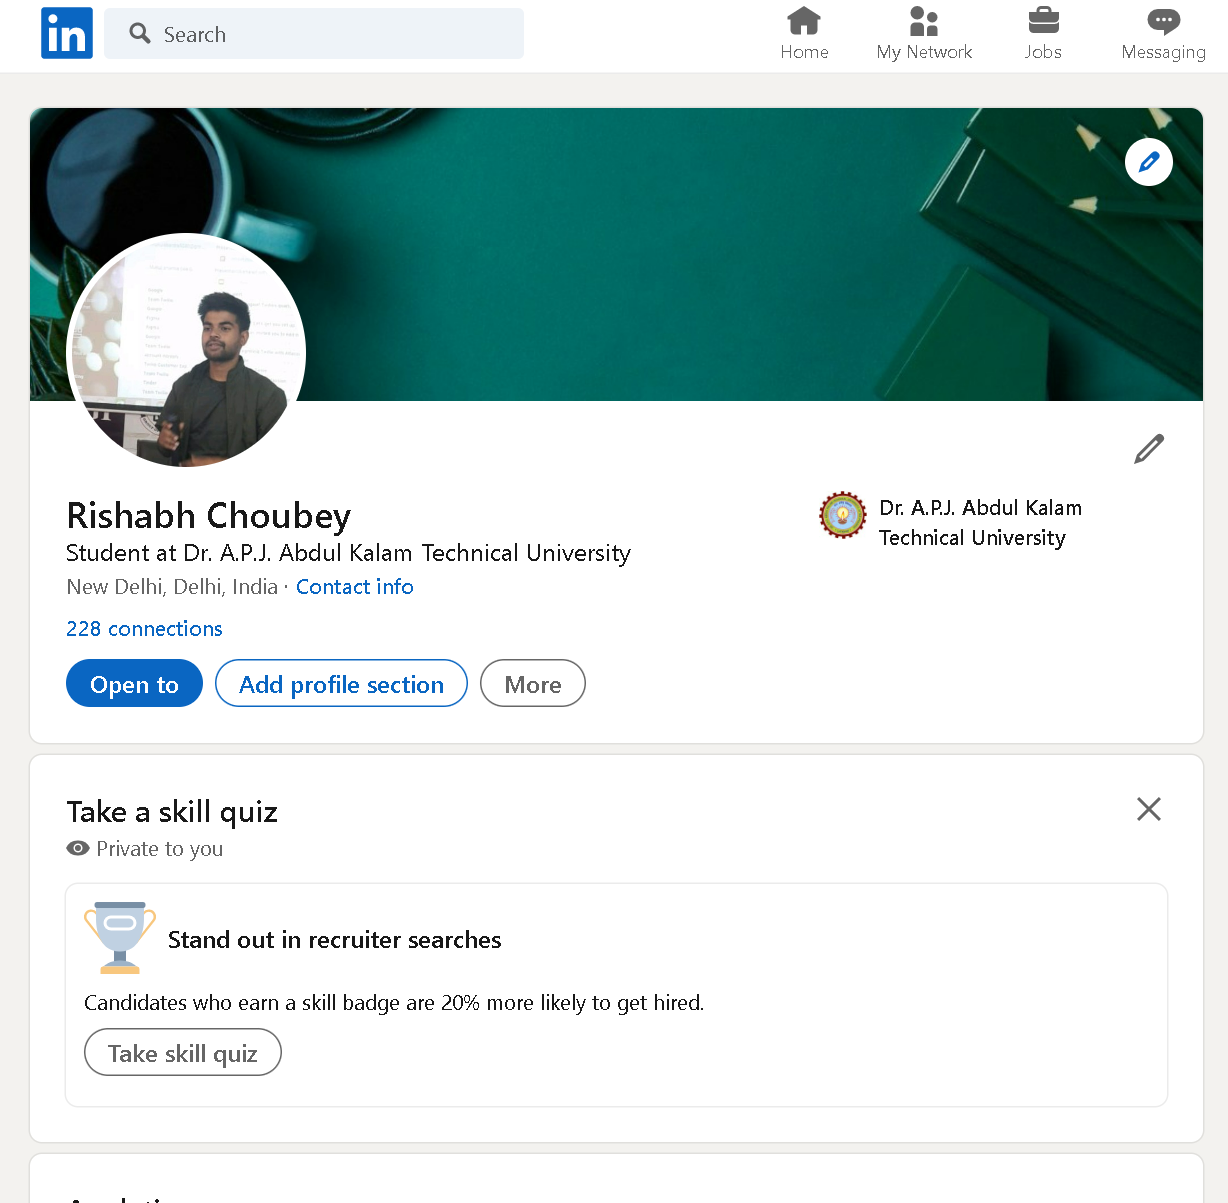 in
Search
Home
My Network
Jobs
Messaging
Rishabh Choubey
Student at Dr. A.P.J. Abdul Kalam Technical University
New Delhi, Delhi, India · Contact info
228 connections
Open to
Add profile section
More
Dr. A.P.J. Abdul Kalam
Technical University
Take a skill quiz
Private to you
Stand out in recruiter searches
Candidates who earn a skill badge are 20% more likely to get hired.
Take skill quiz